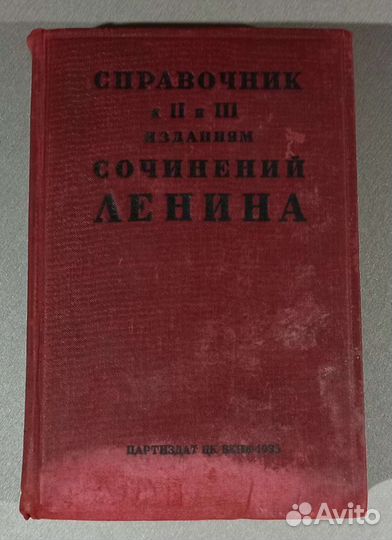 СПРАВОЧНИК
к II и III
ИЗДАНИЯМ
СОЧИНЕНИЙ
ЛЕНИНА
ПАРТИЗДАТ ЦК ВКП(б) 1935
Avito